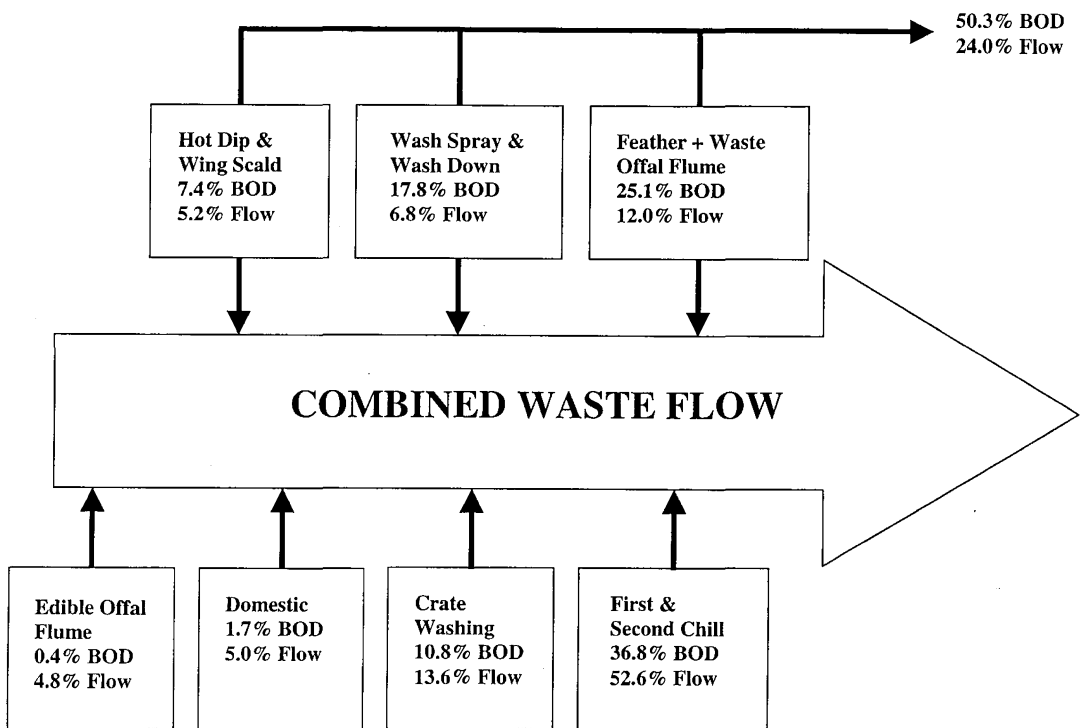 50.3% BOD
24.0% Flow
Hot Dip &
Wing Scald
7.4% BOD
5.2% Flow
Wash Spray &
Wash Down
17.8% BOD
6.8% Flow
Feather + Waste
Offal Flume
25.1% BOD
12.0% Flow
COMBINED WASTE FLOW
Edible Offal
Flume
0.4% BOD
4.8% Flow
Domestic
1.7% BOD
5.0% Flow
Crate
Washing
10.8% BOD
13.6% Flow
First &
Second Chill
36.8% BOD
52.6% Flow